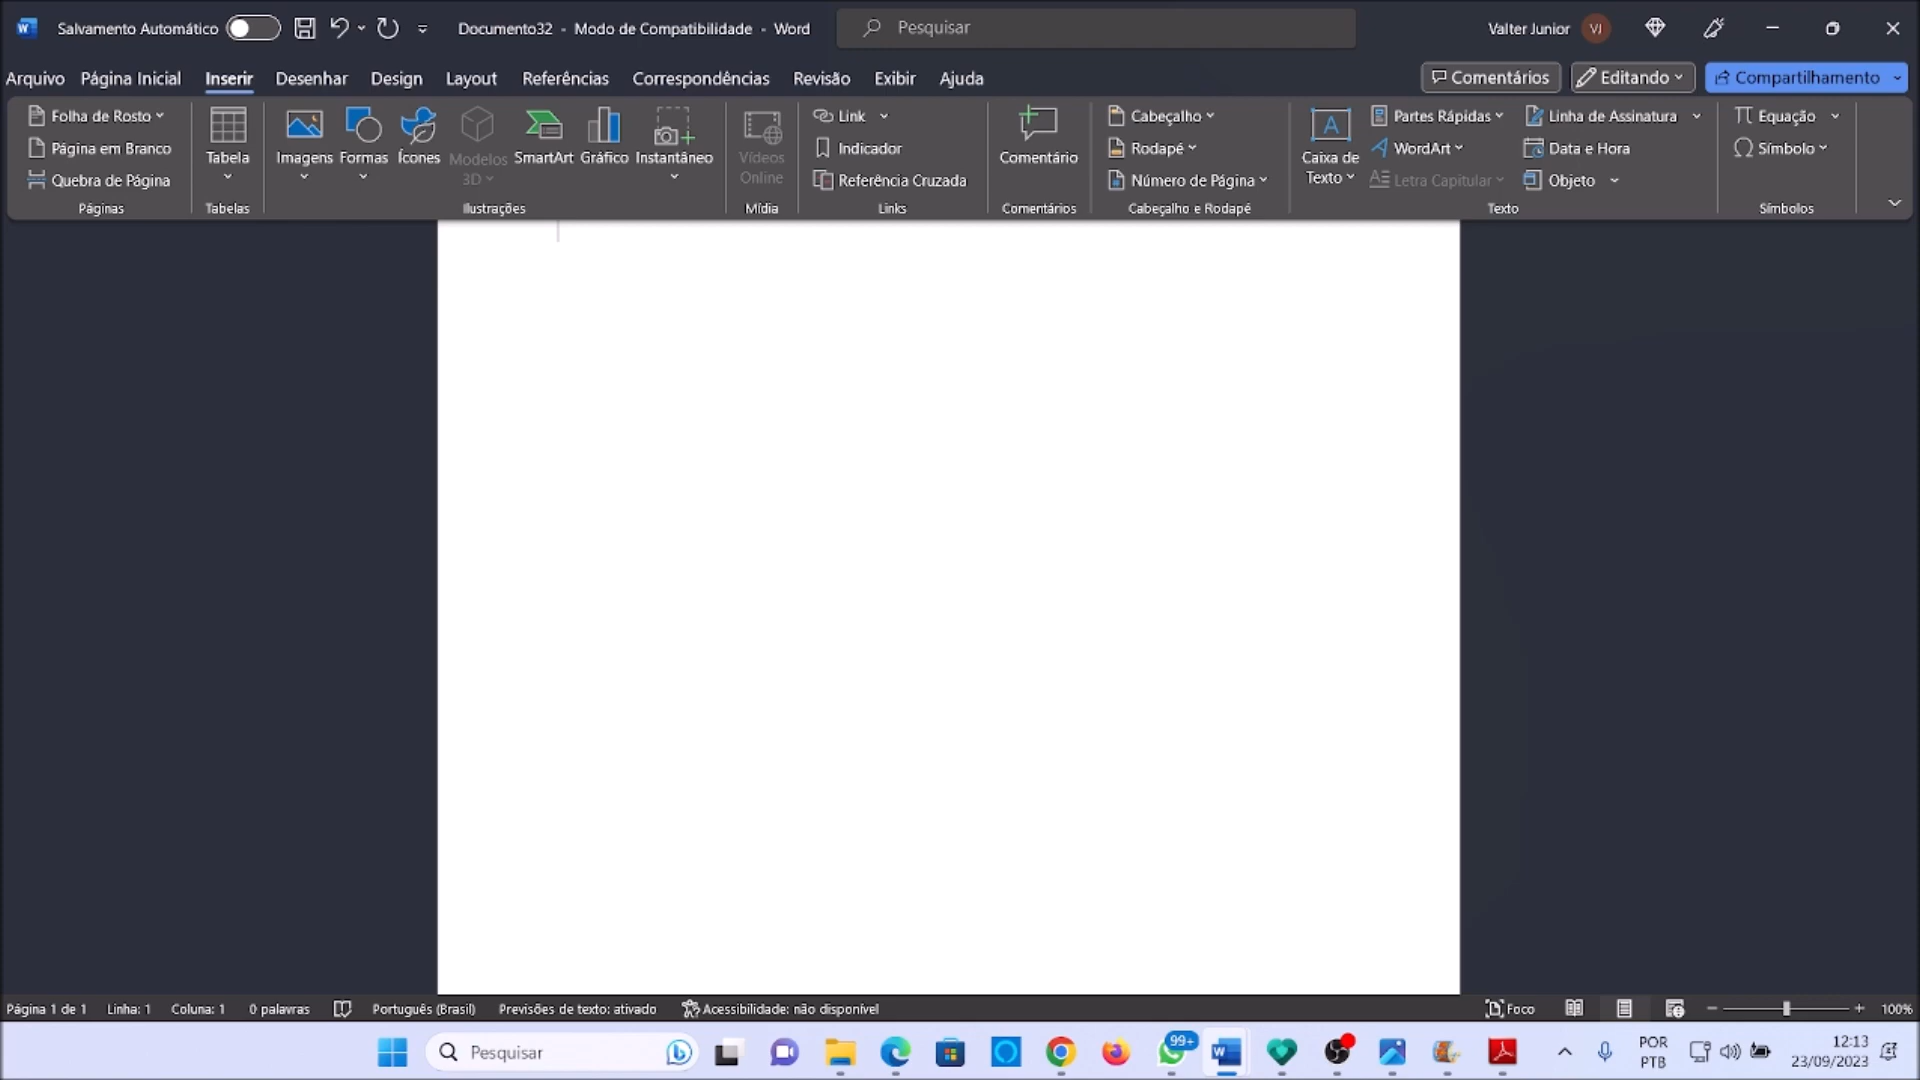 Salvamento Automático Documento32 - Modo de Compatibilidade - Word Pesquisar Valter Junior VJ
Arquivo Página Inicial Inserir Desenhar Design Layout Referências Correspondências Revisão Exibir Ajuda Comentários Editando Compartilhamento
Folha de Rosto
Página em Branco
Quebra de Página
Páginas
Tabela
Tabelas
Imagens Formas Ícones Modelos 3D SmartArt Gráfico Instantâneo
Ilustrações
Vídeos Online
Mídia
Link
Indicador
Referência Cruzada
Links
Comentário
Comentários
Cabeçalho
Rodapé
Número de Página
Cabeçalho e Rodapé
A
Caixa de Texto
Partes Rápidas
WordArt
Letra Capitular
Linha de Assinatura
Data e Hora
Objeto
Texto
Equação
Símbolo
Símbolos
Página 1 de 1 Linha: 1 Coluna: 1 0 palavras Português (Brasil) Previsões de texto: ativado Acessibilidade: não disponível Foco 100%
Pesquisar 99+ POR PTB 12:13 23/09/2023